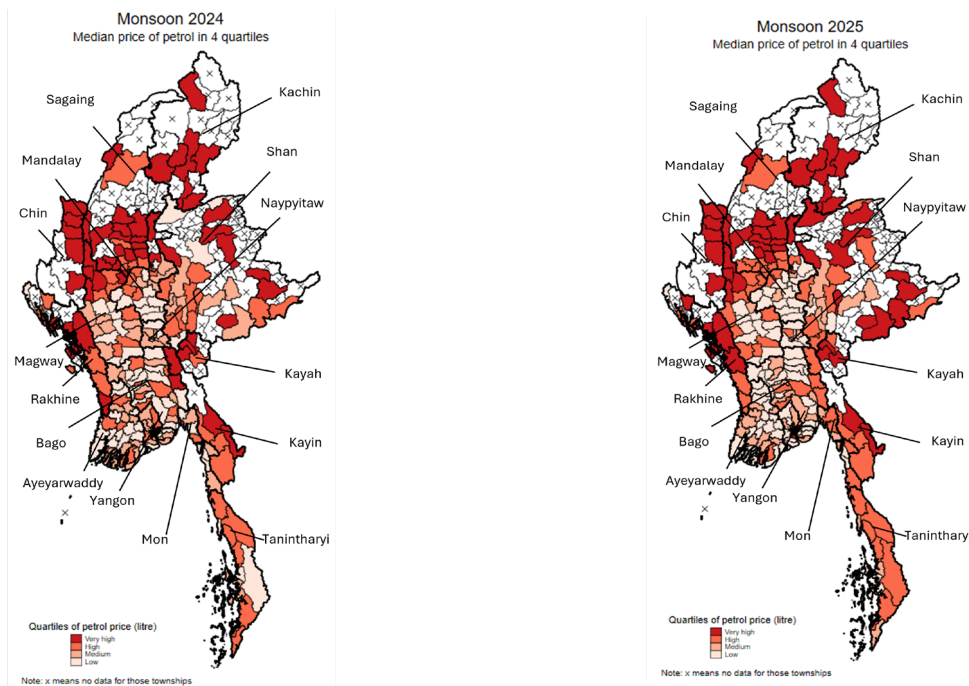 Monsoon 2024
Median price of petrol in 4 quartiles
Sagaing
Kachin
Mandalay
Shan
Chin
Naypyitaw
Magway
Kayah
Rakhine
Bago
Kayin
Ayeyarwaddy
Yangon
Mon
Tanintharyi
Quartiles of petrol price (litre)
Very high
High
Medium
Low
Note: x means no data for those townships
Monsoon 2025
Median price of petrol in 4 quartiles
Sagaing
Kachin
Mandalay
Shan
Chin
Naypyitaw
Magway
Kayah
Rakhine
Bago
Kayin
Ayeyarwaddy
Yangon
Mon
Taninthary
Quartiles of petrol price (litre)
Very high
High
Medium
Low
Note: x means no data for those townships